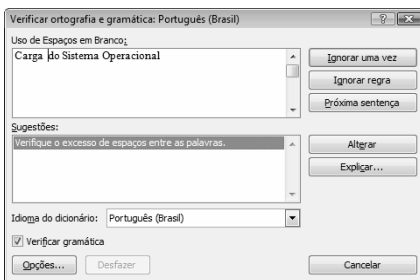 Verificar ortografia e gramática: Português (Brasil)
Uso de Espaços em Branco:
Carga do Sistema Operacional
Ignorar uma vez
Ignorar regra
Próxima sentença
Sugestões:
Verifique o excesso de espaços entre as palavras.
Alterar
Explicar...
Idioma do dicionário: Português (Brasil)
Verificar gramática
Opções... Desfazer Cancelar